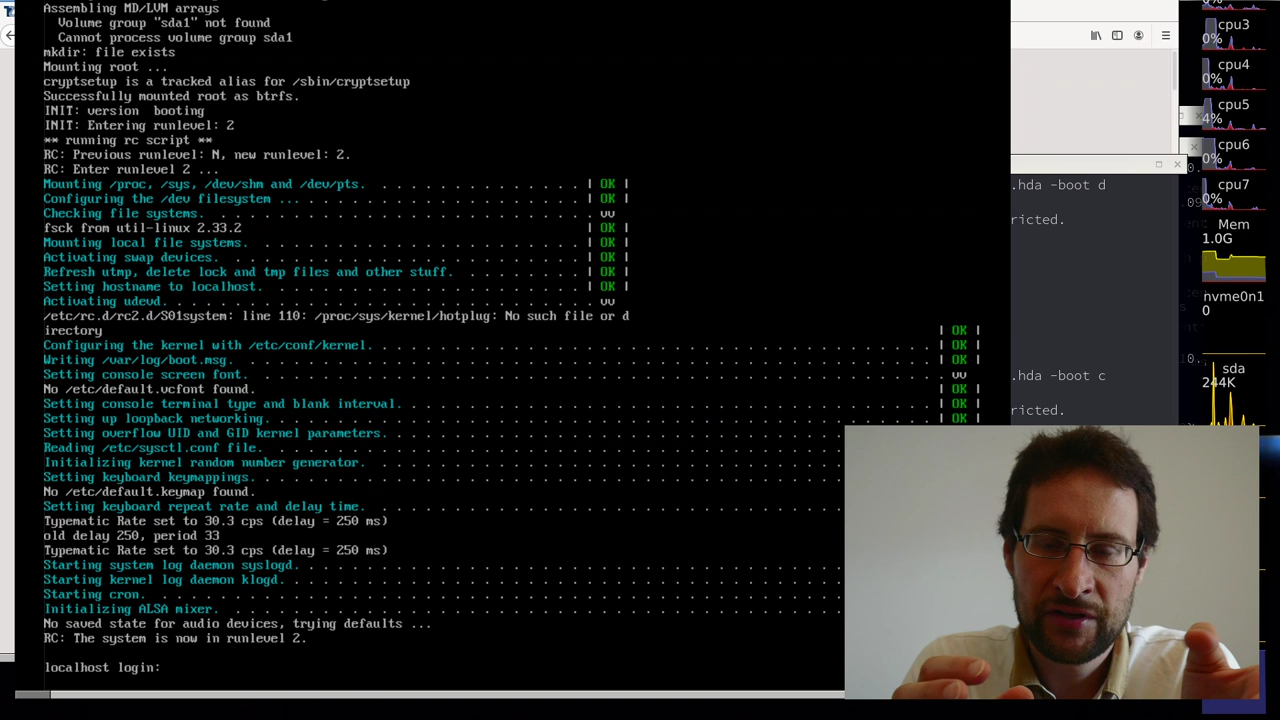 Assembling MD/LVM arrays
Volume group "sda1" not found
Cannot process volume group sda1
mkdir: file exists
Mounting root ...
cryptsetup is a tracked alias for /sbin/cryptsetup
Successfully mounted root as btrfs.
INIT: version  booting
INIT: Entering runlevel: 2
** running rc script **
RC: Previous runlevel: N, new runlevel: 2.
RC: Enter runlevel 2 ...
Mounting /proc, /sys, /dev/shm and /dev/pts. . . . . . . . . . . . . . . | OK |
Configuring the /dev filesystem ... . . . . . . . . . . . . . . . . . . . . . | OK |
Checking file systems. . . . . . . . . . . . . . . . . . . . . . . . . . .
fsck from util-linux 2.33.2 | OK |
Mounting local file systems. . . . . . . . . . . . . . . . . . . . . . . . | OK |
Activating swap devices. . . . . . . . . . . . . . . . . . . . . . . . . . | OK |
Refresh utmp, delete lock and tmp files and other stuff. . . . . . . . . . | OK |
Setting hostname to localhost. . . . . . . . . . . . . . . . . . . . . . . | OK |
Activating udevd. . . . . . . . . . . . . . . . . . . . . . . . . . . . . .
/etc/rc.d/rc2.d/S01system: line 110: /proc/sys/kernel/hotplug: No such file or d
irectory | OK |
Configuring the kernel with /etc/conf/kernel. . . . . . . . . . . . . . . . | OK |
Writing /var/log/boot.msg. . . . . . . . . . . . . . . . . . . . . . . . . | OK |
Setting console screen font. . . . . . . . . . . . . . . . . . . . . . . .
No /etc/default.vcfont found. | OK |
Setting console terminal type and blank interval. . . . . . . . . . . . . . | OK |
Setting up loopback networking. . . . . . . . . . . . . . . . . . . . . . . | OK |
Setting overflow UID and GID kernel parameters. . . . . . . . . . . . . . .
Reading /etc/sysctl.conf file. . . . . . . . . . . . . . . . . . . . . . .
Initializing kernel random number generator. . . . . . . . . . . . . . . .
Setting keyboard keymappings. . . . . . . . . . . . . . . . . . . . . . . .
No /etc/default.keymap found.
Setting keyboard repeat rate and delay time. . . . . . . . . . . . . . . .
Typematic Rate set to 30.3 cps (delay = 250 ms)
old delay 250, period 33
Typematic Rate set to 30.3 cps (delay = 250 ms)
Starting system log daemon syslogd. . . . . . . . . . . . . . . . . . . . .
Starting kernel log daemon klogd. . . . . . . . . . . . . . . . . . . . . .
Starting cron. . . . . . . . . . . . . . . . . . . . . . . . . . . . . . .
Initializing ALSA mixer. . . . . . . . . . . . . . . . . . . . . . . . . .
No saved state for audio devices, trying defaults ...
RC: The system is now in runlevel 2.
localhost login:
.hda -boot d
ricted.
.hda -boot c
ricted.
cpu3
0%
cpu4
0%
cpu5
4%
cpu6
0%
cpu7
0%
Mem
1.0G
nvme0n1
0
sda
244K